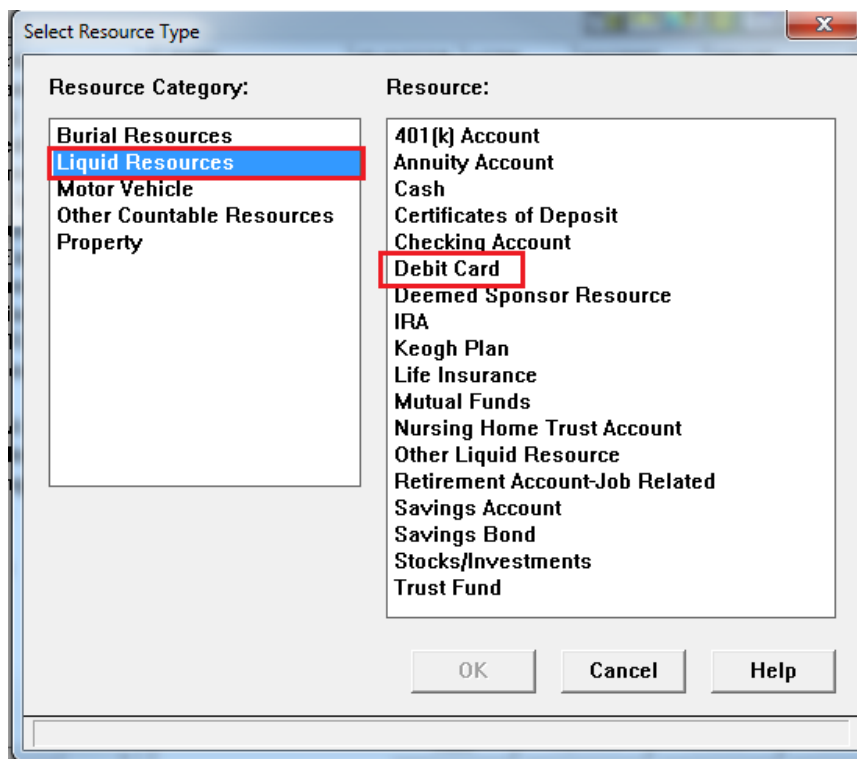 Select Resource Type
Resource Category:
Burial Resources
Liquid Resources
Motor Vehicle
Other Countable Resources
Property
Resource:
401(k) Account
Annuity Account
Cash
Certificates of Deposit
Checking Account
Debit Card
Deemed Sponsor Resource
IRA
Keogh Plan
Life Insurance
Mutual Funds
Nursing Home Trust Account
Other Liquid Resource
Retirement Account-Job Related
Savings Account
Savings Bond
Stocks/Investments
Trust Fund
OK Cancel Help